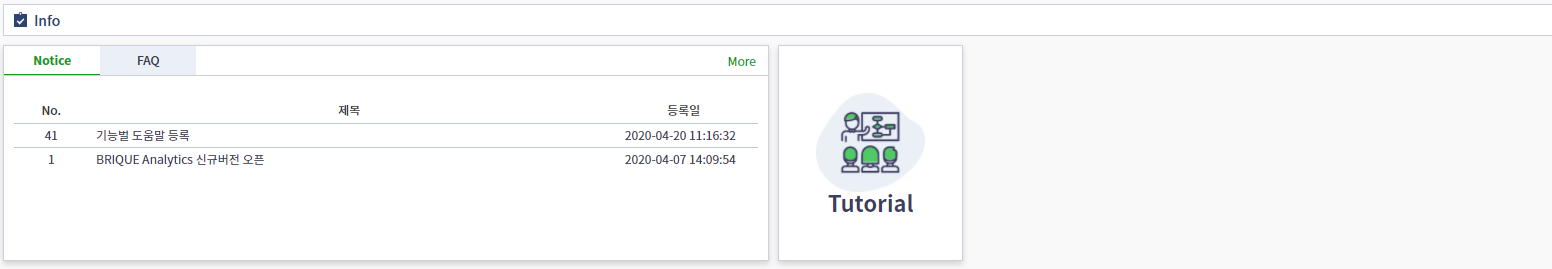 Info
Notice FAQ More
No. 제목 등록일
41 기능별 도움말 등록 2020-04-20 11:16:32
1 BRIQUE Analytics 신규버전 오픈 2020-04-07 14:09:54
Tutorial